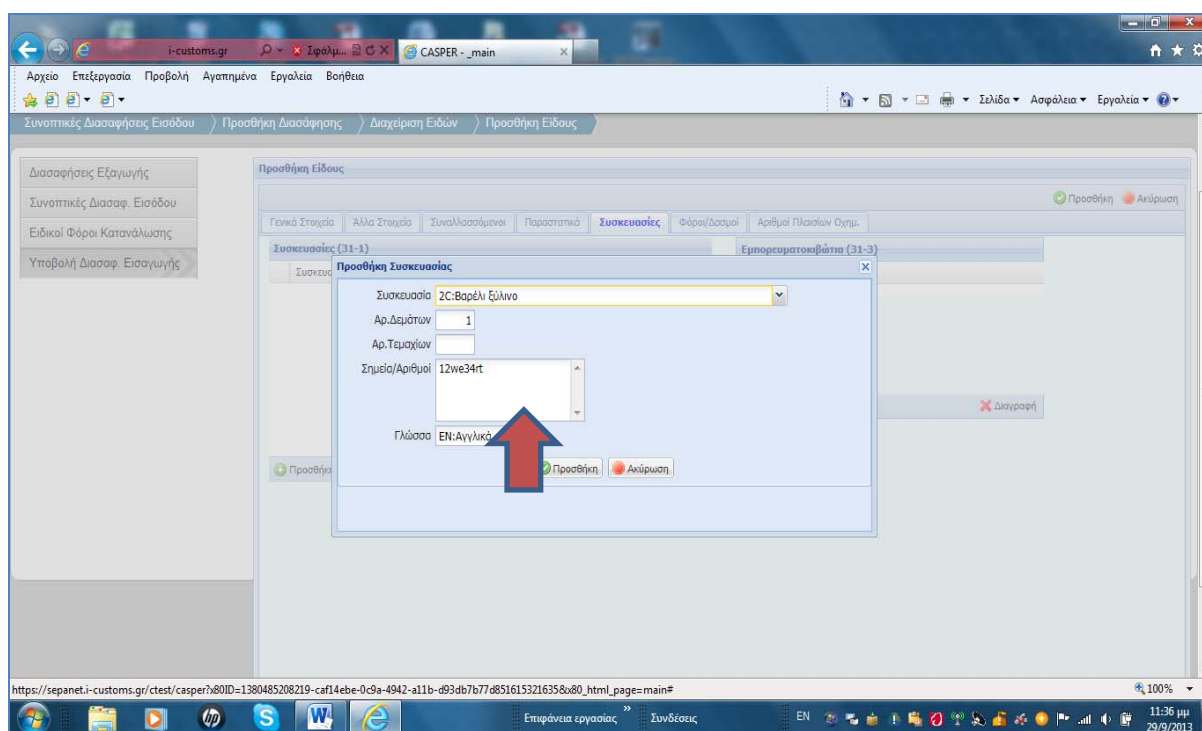 i-customs.gr
Σφάλμ...
CASPER - _main
Αρχείο Επεξεργασία Προβολή Αγαπημένα Εργαλεία Βοήθεια
Σελίδα Ασφάλεια Εργαλεία
Συνοπτικές Διασαφήσεις Εισόδου Προσθήκη Διασάφησης Διαχείριση Ειδών Προσθήκη Είδους
Διασαφήσεις Εξαγωγής
Συνοπτικές Διασαφ. Εισόδου
Ειδικοί Φόροι Κατανάλωσης
Υποβολή Διασαφ. Εισαγωγής
Προσθήκη Είδους
Προσθήκη Ακύρωση
Γενικά Στοιχεία Άλλα Στοιχεία Συναλλασσόμενοι Παραστατικά Συσκευασίες Φόροι/Δασμοί Αριθμοί Πλαισίων Οχημ.
Συσκευασίες (31-1) Εμπορευματοκιβώτια (31-3)
Συσκευα
Προσθήκη Συσκευασίας
Συσκευασία 2C:Βαρέλι ξύλινο
Αρ.Δεμάτων 1
Αρ.Τεμαχίων
Σημεία/Αριθμοί 12we34rt
Διαγραφή
Γλώσσα EN:Αγγλικά
Προσθήκη
Προσθήκη Ακύρωση
https://sepanet.i-customs.gr/ctest/casper?x80ID=1380485208219-caf14ebe-0c9a-4942-a11b-d93db7b77d851615321635&x80_html_page=main#
100%
Επιφάνεια εργασίας Συνδέσεις EN 11:36 μμ
29/9/2013